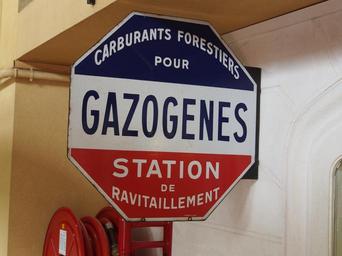 CARBURANTS FORESTIERS
POUR
GAZOGENES
STATION
DE
RAVITAILLEMENT